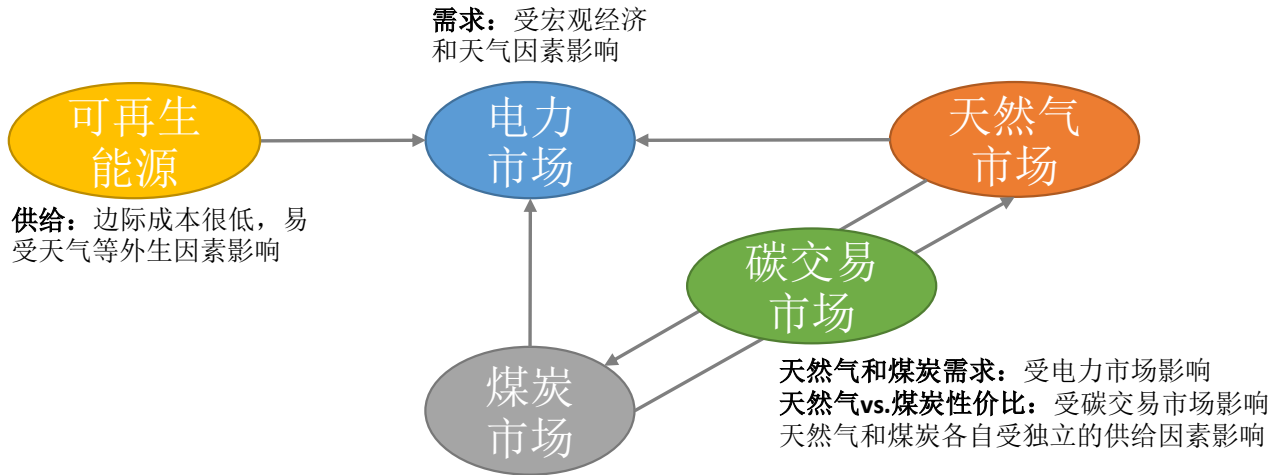 需求：受宏观经济
和天气因素影响
可再生
能源
电力
市场
天然气
市场
供给：边际成本很低，易
受天气等外生因素影响
碳交易
市场
煤炭
市场
天然气和煤炭需求：受电力市场影响
天然气vs.煤炭性价比：受碳交易市场影响
天然气和煤炭各自受独立的供给因素影响